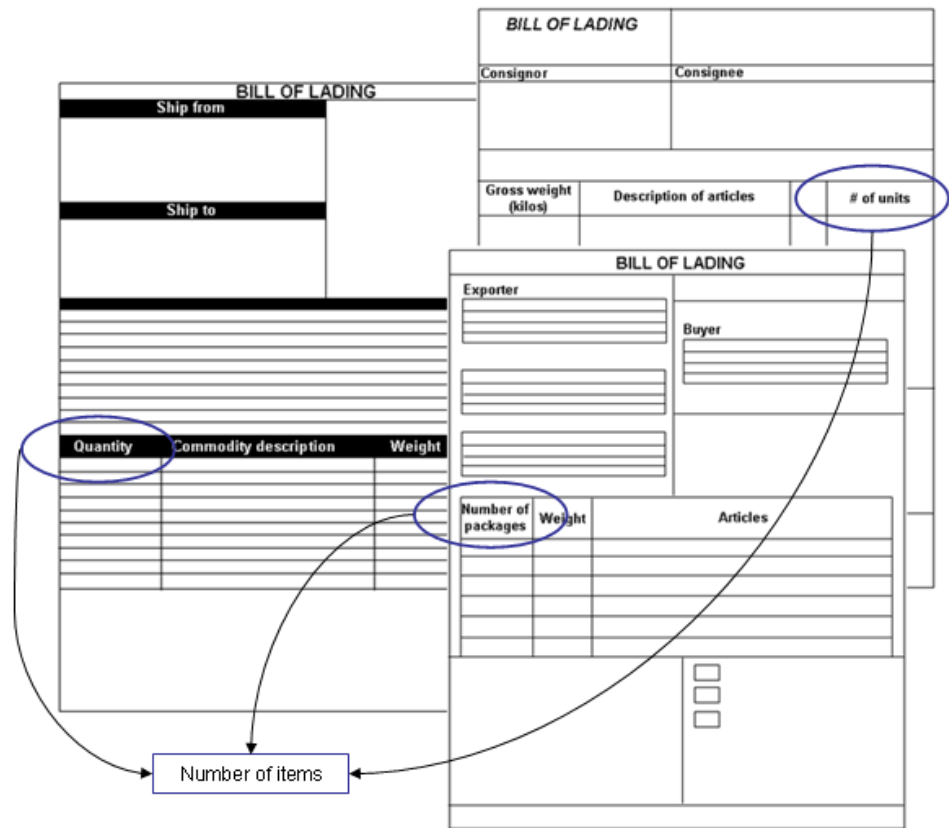 BILL OF LADING
Consignor
Consignee
Gross weight
(kilos)
Description of articles
# of units
BILL OF LADING
Ship from
Ship to
Quantity
Commodity description
Weight
BILL OF LADING
Exporter
Buyer
Number of
packages
Weight
Articles
Number of items